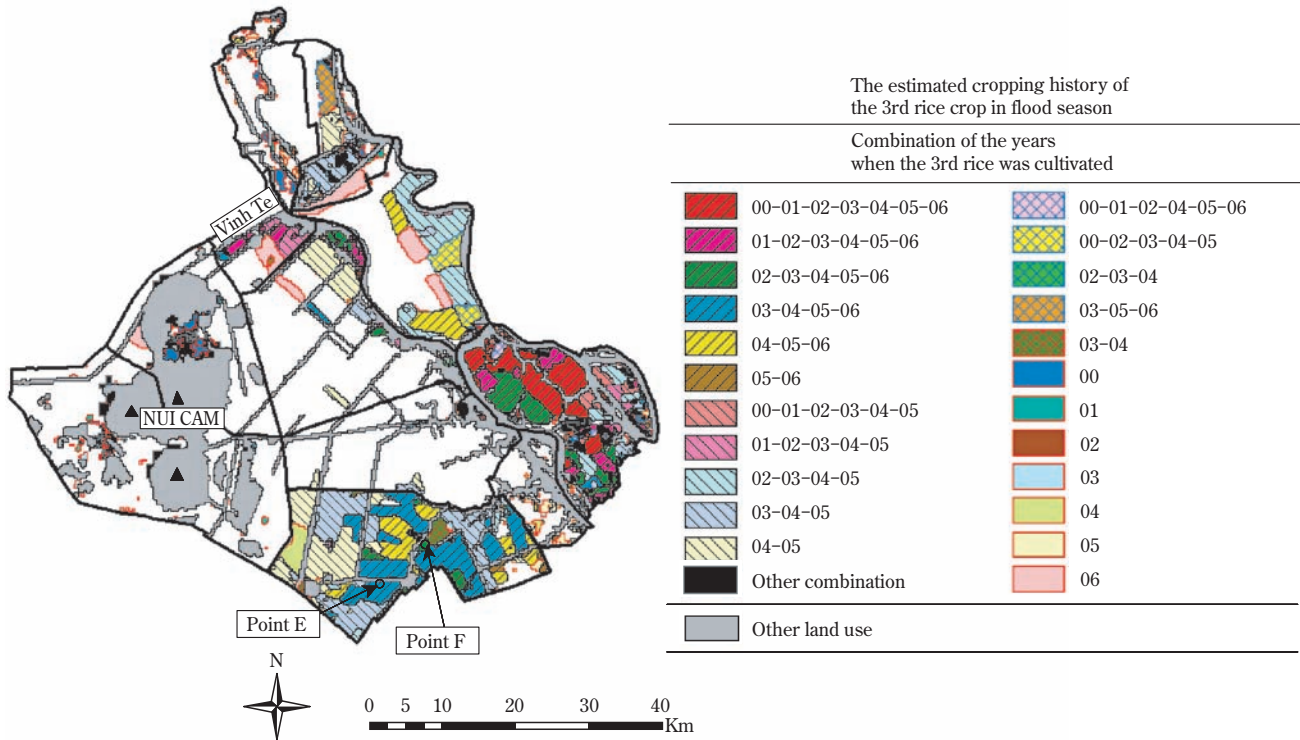 The estimated cropping history of
the 3rd rice crop in flood season
Combination of the years
when the 3rd rice was cultivated
00-01-02-03-04-05-06
01-02-03-04-05-06
02-03-04-05-06
03-04-05-06
04-05-06
05-06
00-01-02-03-04-05
01-02-03-04-05
02-03-04-05
03-04-05
04-05
Other combination
00-01-02-04-05-06
00-02-03-04-05
02-03-04
03-05-06
03-04
00
01
02
03
04
05
06
Other land use
Vinh Te
NUI CAM
Point E
Point F
N
0 5 10 20 30 40
Km